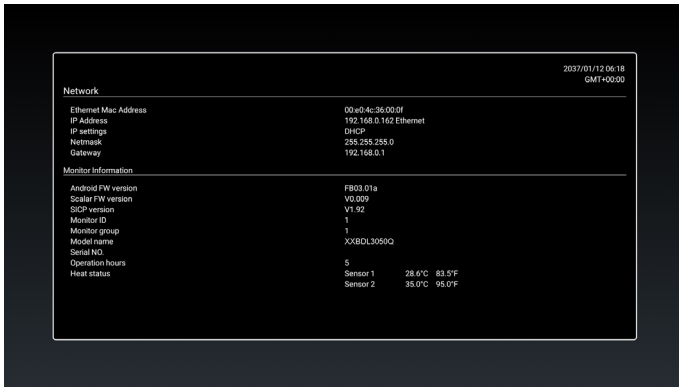 2037/01/12 06:18
GMT+00:00
Network
Ethernet Mac Address 00:e0:4c:36:00:0f
IP Address 192.168.0.162 Ethernet
IP settings DHCP
Netmask 255.255.255.0
Gateway 192.168.0.1
Monitor Information
Android FW version FB03.01a
Scalar FW version V0.009
SICP version V1.92
Monitor ID 1
Monitor group 1
Model name XXBDL3050Q
Serial NO.
Operation hours 5
Heat status Sensor 1 28.6°C 83.5°F
Sensor 2 35.0°C 95.0°F